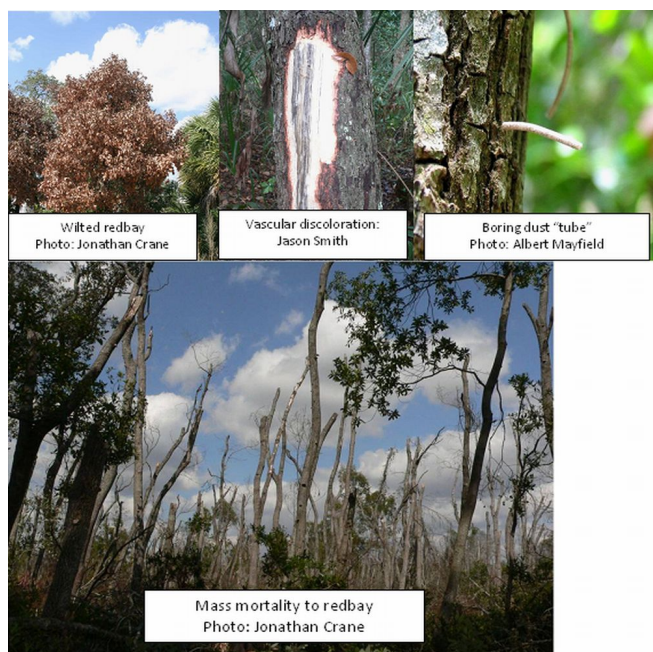 Wilted redbay
Photo: Jonathan Crane
Vascular discoloration:
Jason Smith
Boring dust “tube”
Photo: Albert Mayfield
Mass mortality to redbay
Photo: Jonathan Crane